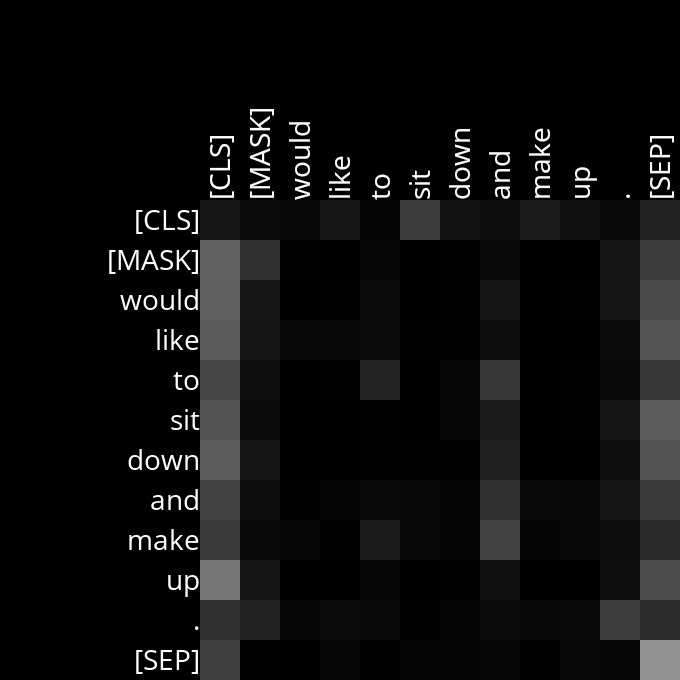 [CLS] [MASK] would like to sit down and make up . [SEP]
[CLS]
[MASK]
would
like
to
sit
down
and
make
up
.
[SEP]